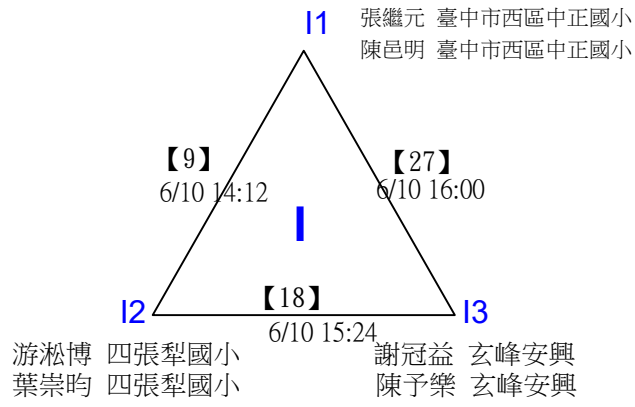 I1
張繼元 臺中市西區中正國小
陳邑明 臺中市西區中正國小
【9】
6/10 14:12
【27】
6/10 16:00
I
I2
【18】
6/10 15:24
I3
游淞博 四張犁國小
葉崇昀 四張犁國小
謝冠益 玄峰安興
陳予樂 玄峰安興